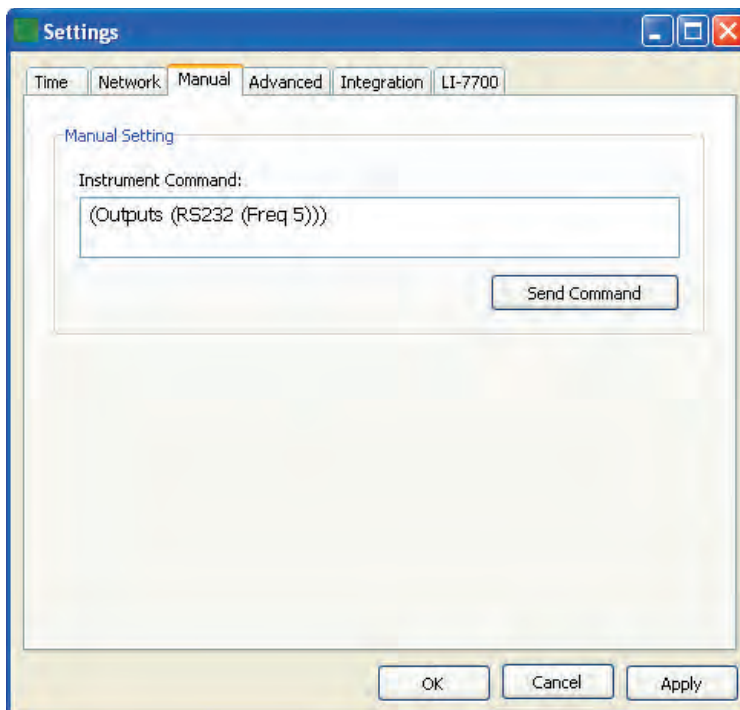 Settings
Time Network Manual Advanced Integration LI-7700
Manual Setting
Instrument Command:
(Outputs (RS232 (Freq 5)))
Send Command
OK Cancel Apply